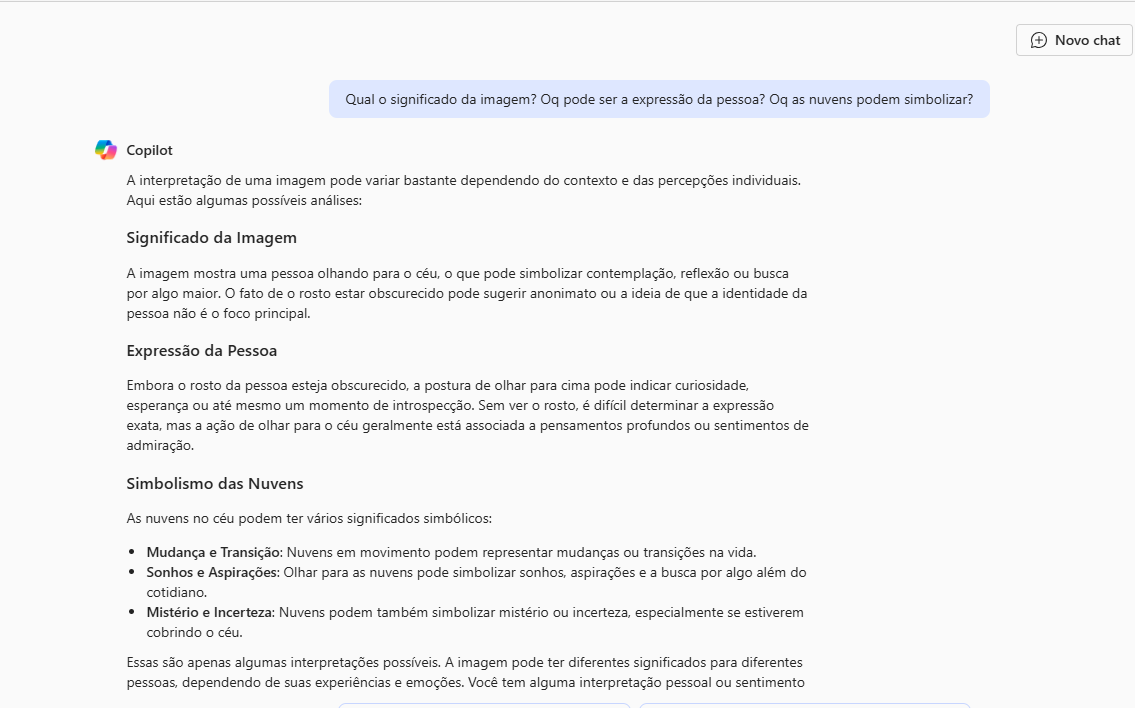 Novo chat
Qual o significado da imagem? Oq pode ser a expressão da pessoa? Oq as nuvens podem simbolizar?
Copilot
A interpretação de uma imagem pode variar bastante dependendo do contexto e das percepções individuais.
Aqui estão algumas possíveis análises:
Significado da Imagem
A imagem mostra uma pessoa olhando para o céu, o que pode simbolizar contemplação, reflexão ou busca
por algo maior. O fato de o rosto estar obscurecido pode sugerir anonimato ou a ideia de que a identidade da
pessoa não é o foco principal.
Expressão da Pessoa
Embora o rosto da pessoa esteja obscurecido, a postura de olhar para cima pode indicar curiosidade,
esperança ou até mesmo um momento de introspecção. Sem ver o rosto, é difícil determinar a expressão
exata, mas a ação de olhar para o céu geralmente está associada a pensamentos profundos ou sentimentos de
admiração.
Simbolismo das Nuvens
As nuvens no céu podem ter vários significados simbólicos:
• Mudança e Transição: Nuvens em movimento podem representar mudanças ou transições na vida.
• Sonhos e Aspirações: Olhar para as nuvens pode simbolizar sonhos, aspirações e a busca por algo além do
cotidiano.
• Mistério e Incerteza: Nuvens podem também simbolizar mistério ou incerteza, especialmente se estiverem
cobrindo o céu.
Essas são apenas algumas interpretações possíveis. A imagem pode ter diferentes significados para diferentes
pessoas, dependendo de suas experiências e emoções. Você tem alguma interpretação pessoal ou sentimento